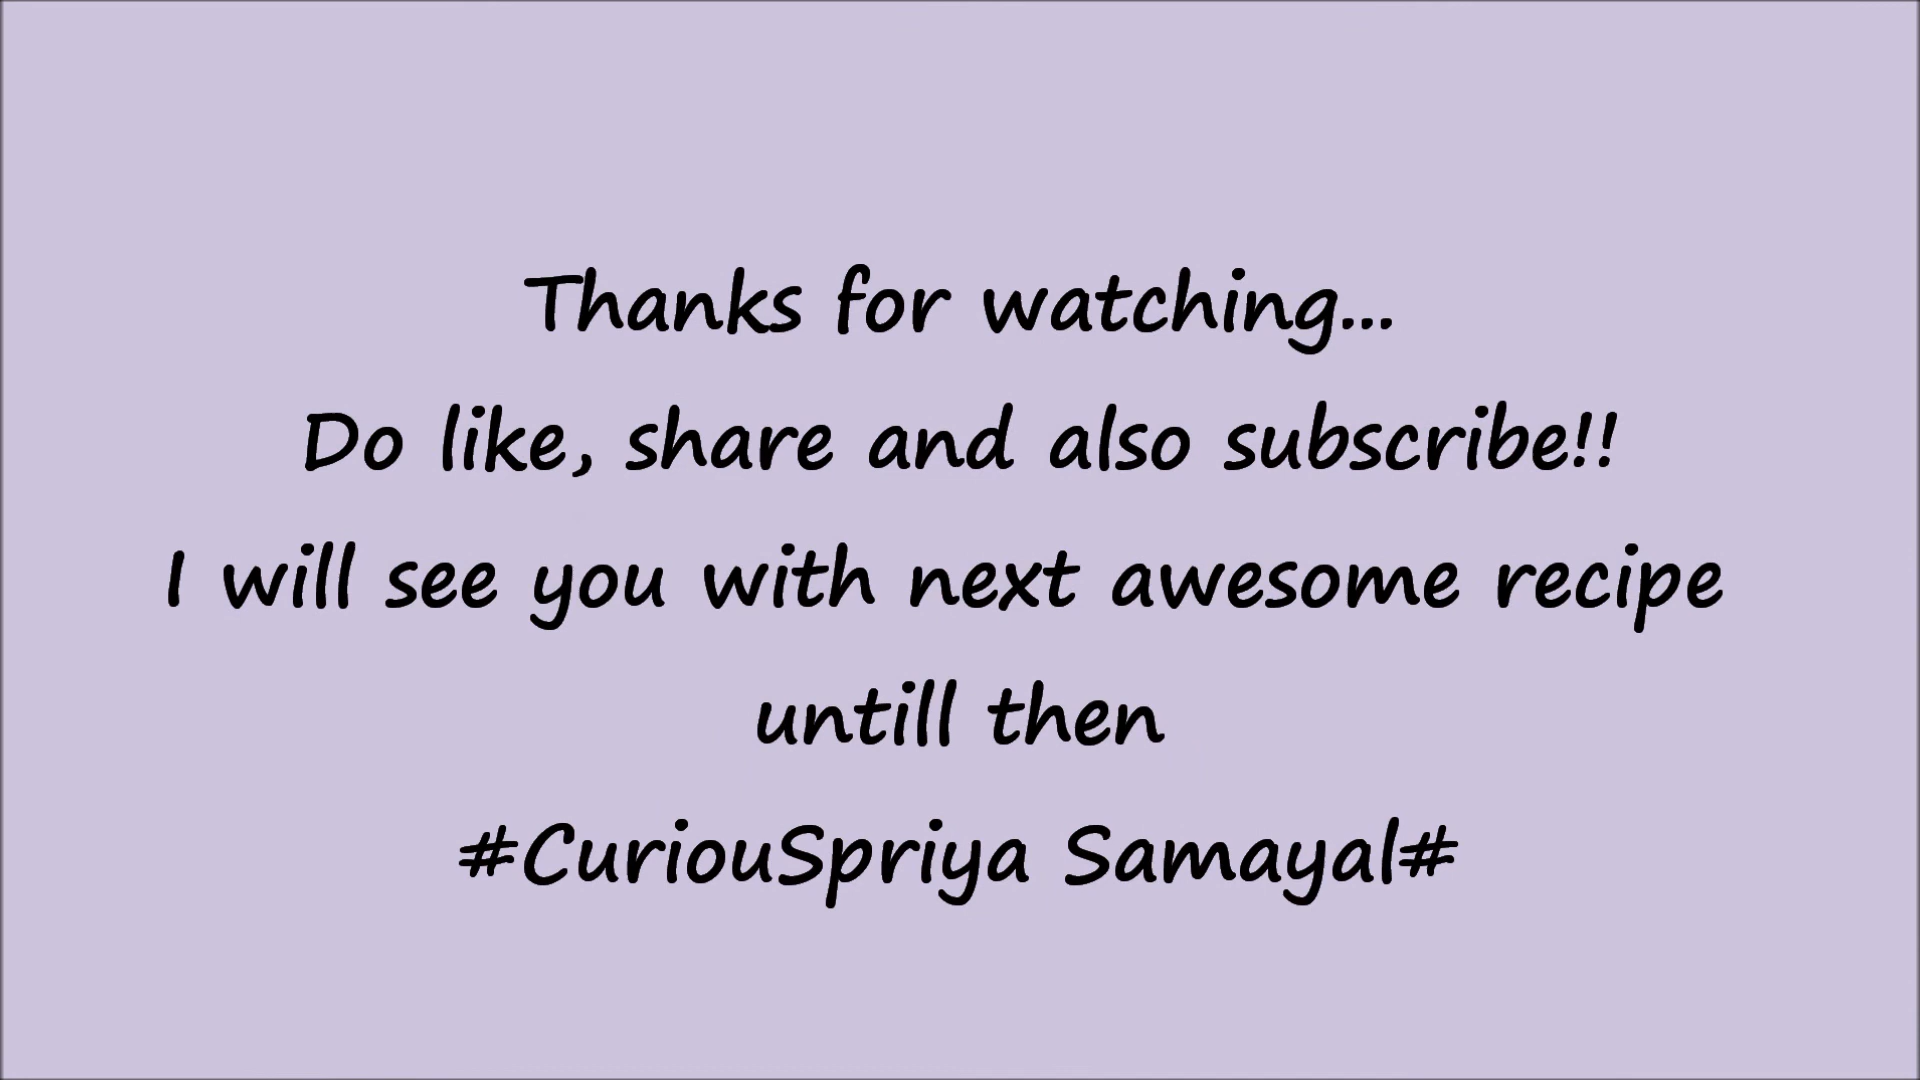 Thanks for watching...
Do like, share and also subscribe!!
I will see you with next awesome recipe
untill then
#CuriouSpriya Samayal#